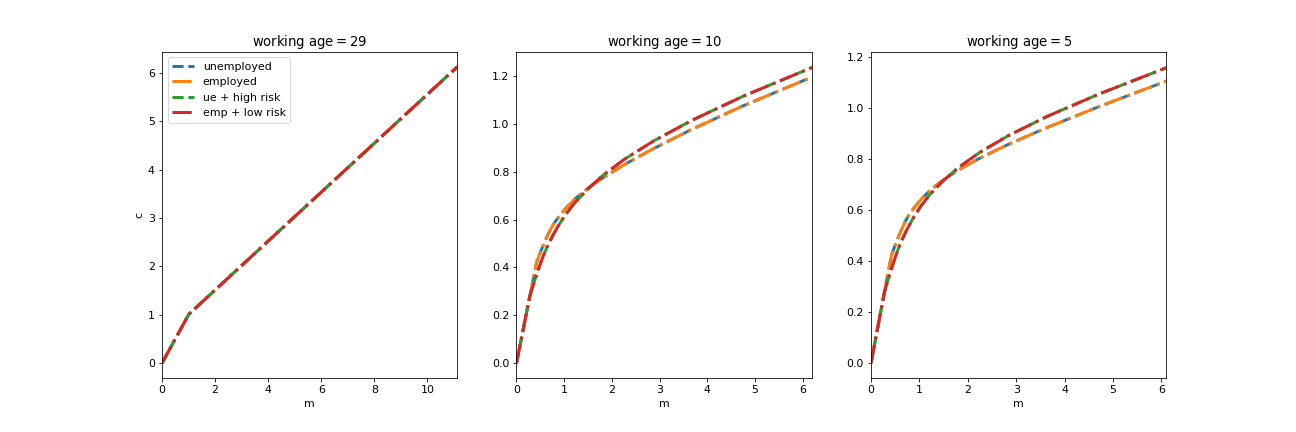 working age = 29
6
5
4
3
2
1
0
c
unemployed
employed
ue + high risk
emp + low risk
0 2 4 6 8 10
m
working age = 10
1.2
1.0
0.8
0.6
0.4
0.2
0.0
0 1 2 3 4 5 6
m
working age = 5
1.2
1.0
0.8
0.6
0.4
0.2
0.0
0 1 2 3 4 5 6
m